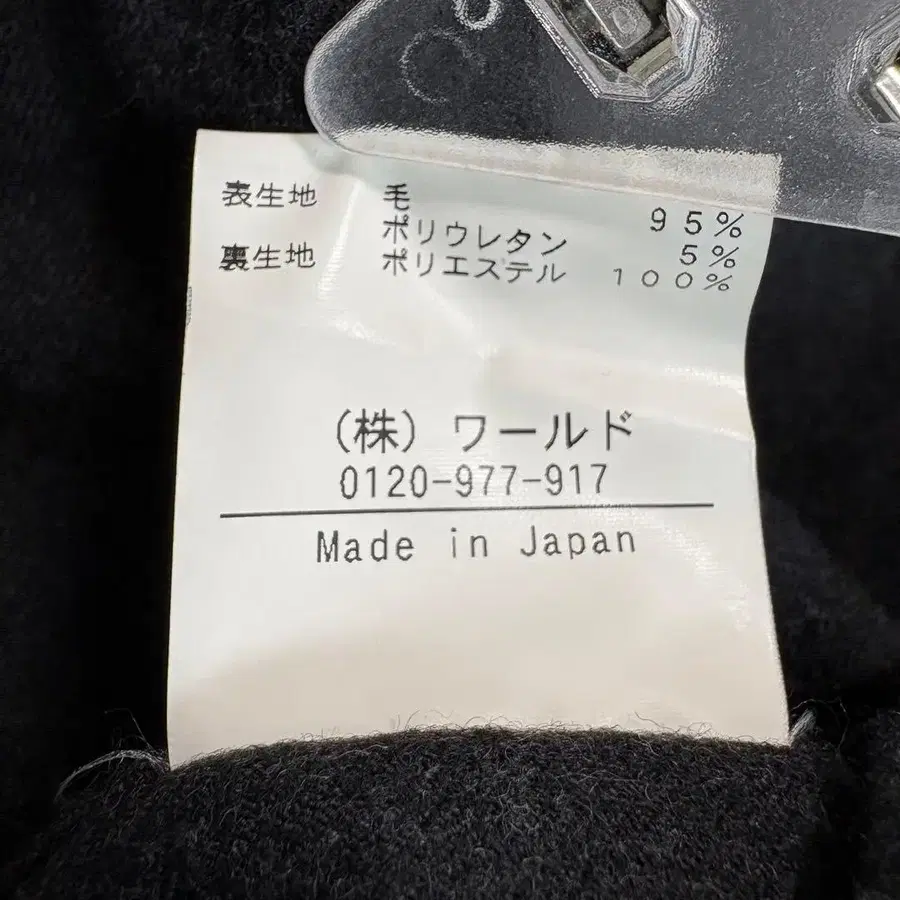 表生地 毛 95%
ポリウレタン 5%
裏生地 ポリエステル 100%
(株) ワールド
0120-977-917
Made in Japan